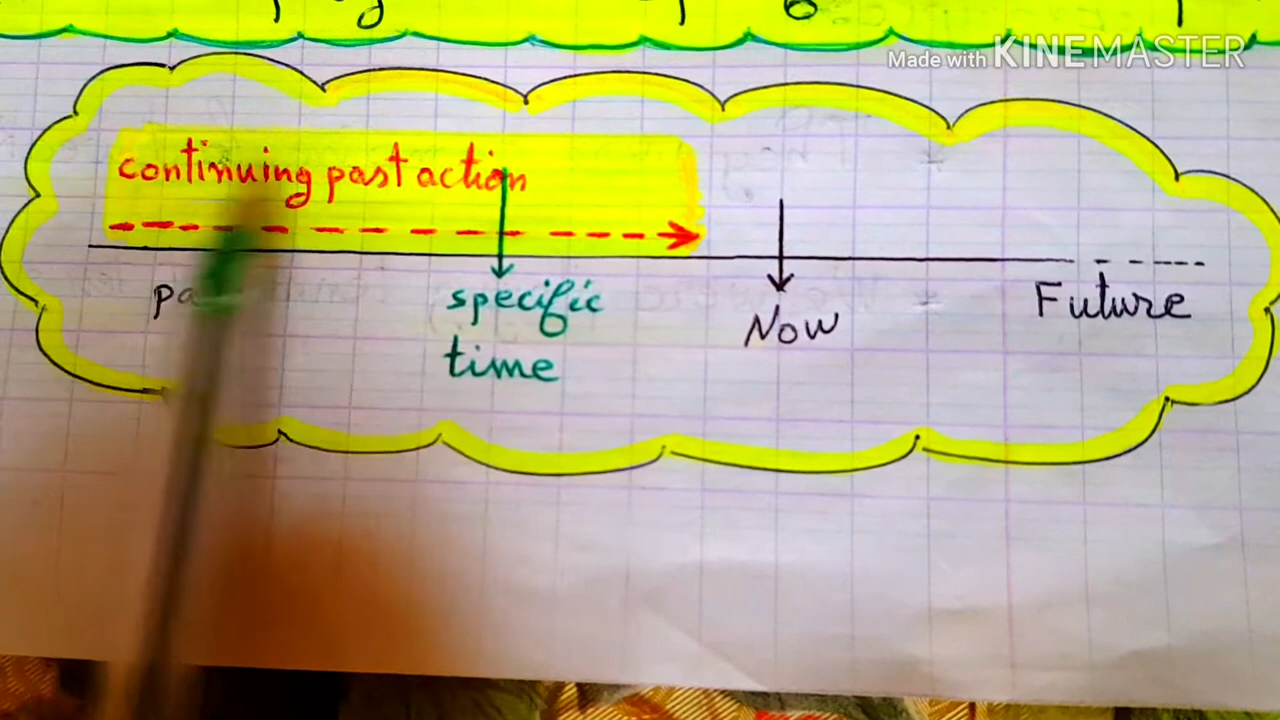 Made with KINEMASTER
continuing past action
specific
time
Now
Future